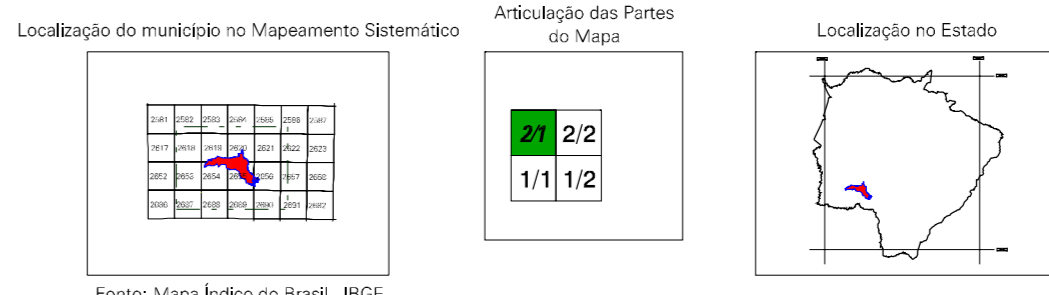 Localização do município no Mapeamento Sistemático
Articulação das Partes
do Mapa
Localização no Estado
2581 2582 2583 2584 2585 2586 2587
2617 2618 2619 2620 2621 2622 2623
2652 2653 2654 2656 2657 2658
2686 2687 2688 2689 2690 2691 2692
2/1 2/2
1/1 1/2
Fonte: Mapa Índice do Brasil IBGE